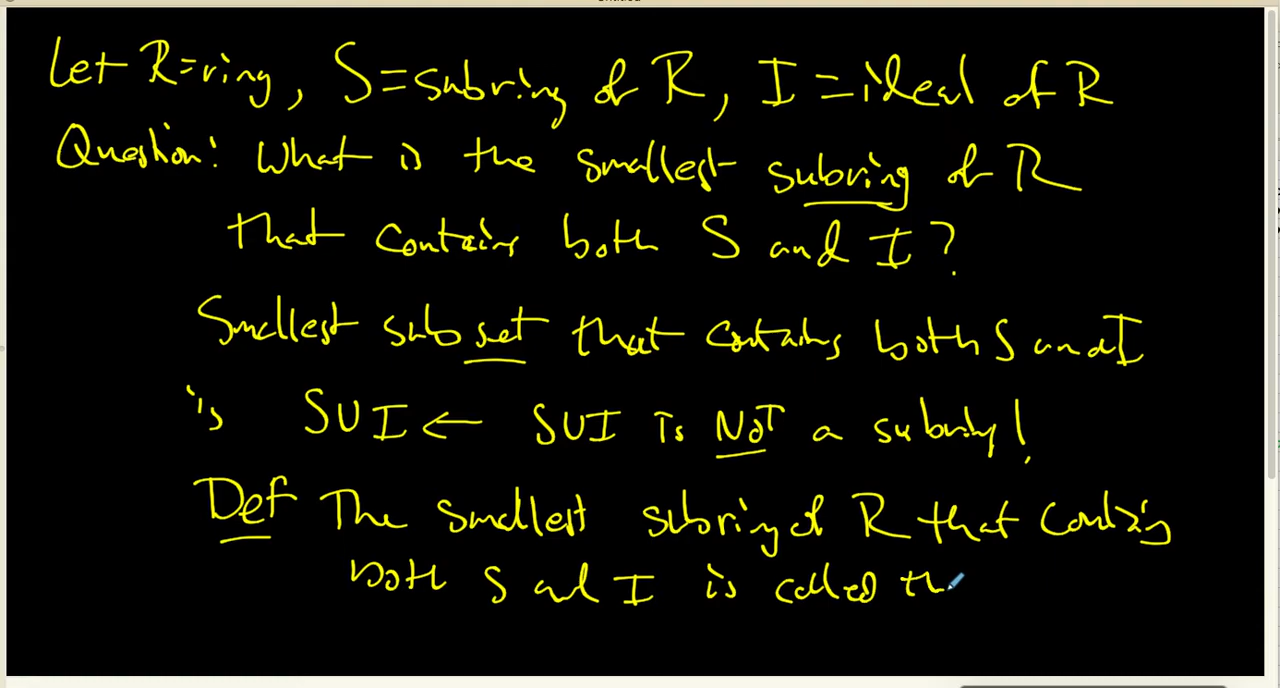 Let R=ring, S=subring of R, I=ideal of R
Question: What is the smallest subring of R
that contains both S and I?
Smallest subset that contains both S and I
is S∪I ← S∪I is NOT a subring!
Def The smallest subring of R that contains
both S and I is called th